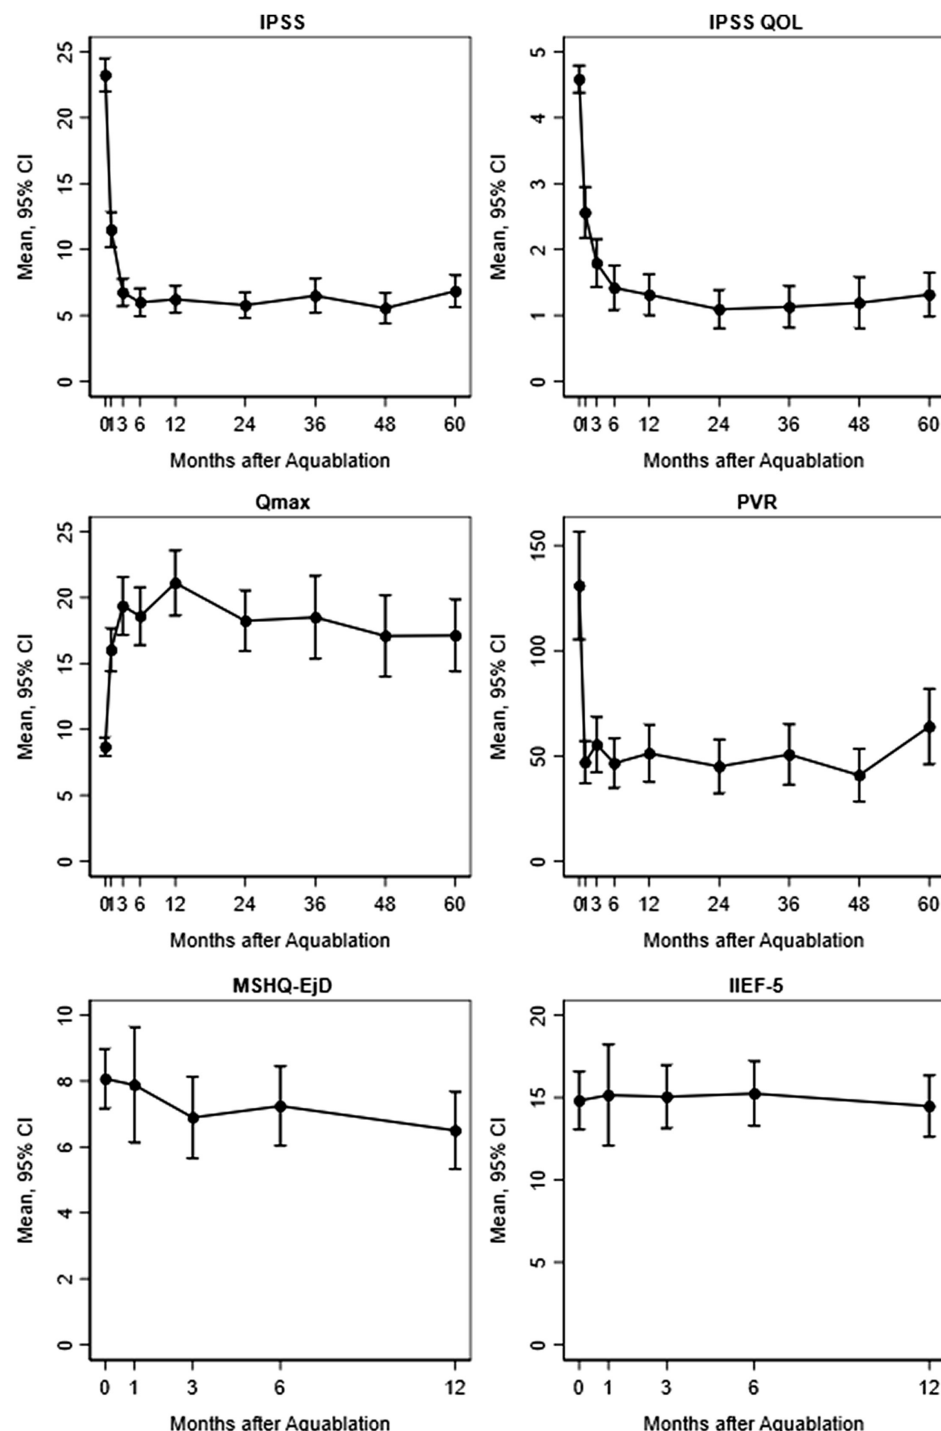 IPSS
Mean, 95% CI
25
20
15
10
5
0
0 1 3 6 12 24 36 48 60
Months after Aquablation
IPSS QOL
Mean, 95% CI
5
4
3
2
1
0
0 1 3 6 12 24 36 48 60
Months after Aquablation
Qmax
Mean, 95% CI
25
20
15
10
5
0
0 1 3 6 12 24 36 48 60
Months after Aquablation
PVR
Mean, 95% CI
150
100
50
0
0 1 3 6 12 24 36 48 60
Months after Aquablation
MSHQ-EjD
Mean, 95% CI
10
8
6
4
2
0
0 1 3 6 12
Months after Aquablation
IIEF-5
Mean, 95% CI
20
15
10
5
0
0 1 3 6 12
Months after Aquablation